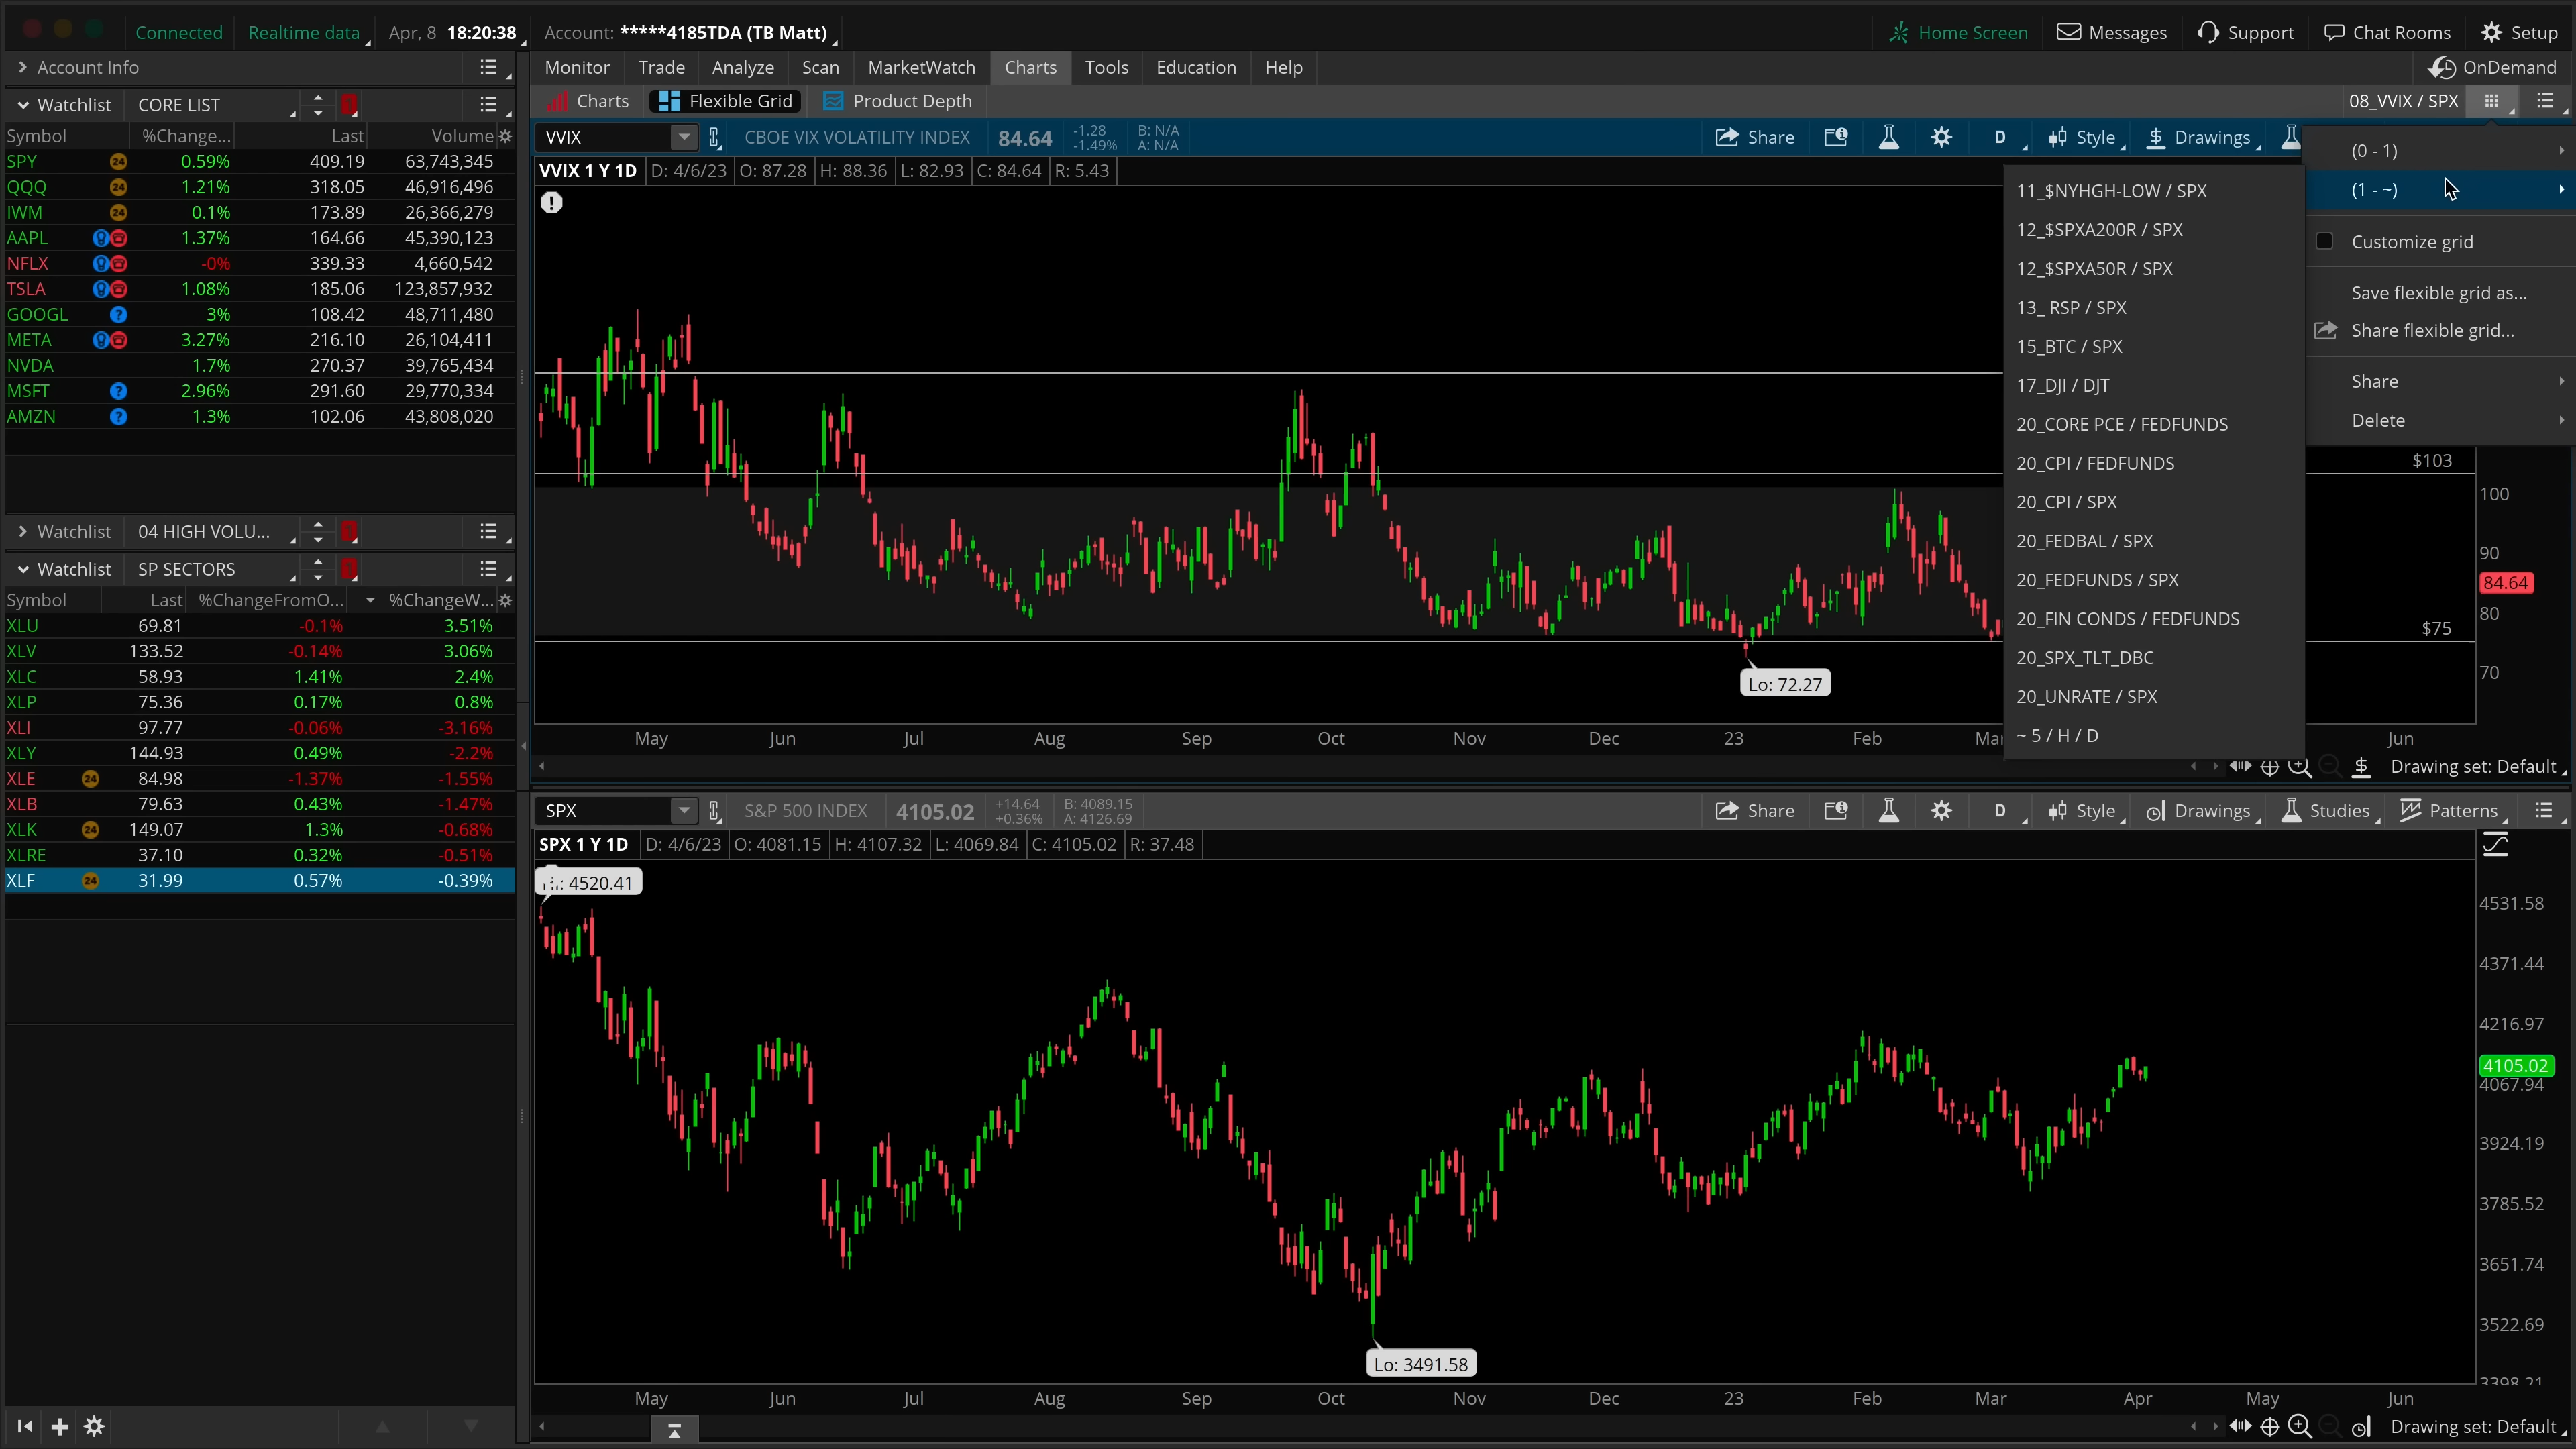 Connected Realtime data Apr, 8 18:20:38 Account: *****4185TDA (TB Matt) Home Screen Messages Support Chat Rooms Setup
Account Info
Monitor Trade Analyze Scan MarketWatch Charts Tools Education Help OnDemand
Watchlist CORE LIST
Charts Flexible Grid Product Depth 08_VVIX / SPX
Symbol %Change... Last Volume
SPY 24 0.59% 409.19 63,743,345
QQQ 24 1.21% 318.05 46,916,496
IWM 24 0.1% 173.89 26,366,279
AAPL 1.37% 164.66 45,390,123
NFLX -0% 339.33 4,660,542
TSLA 1.08% 185.06 123,857,932
GOOGL ? 3% 108.42 48,711,480
META 3.27% 216.10 26,104,411
NVDA 1.7% 270.37 39,765,434
MSFT ? 2.96% 291.60 29,770,334
AMZN ? 1.3% 102.06 43,808,020
Watchlist 04 HIGH VOLU...
Watchlist SP SECTORS
Symbol Last %ChangeFromO... %ChangeW...
XLU 69.81 -0.1% 3.51%
XLV 133.52 -0.14% 3.06%
XLC 58.93 1.41% 2.4%
XLP 75.36 0.17% 0.8%
XLI 97.77 -0.06% -3.16%
XLY 144.93 0.49% -2.2%
XLE 24 84.98 -1.37% -1.55%
XLB 79.63 0.43% -1.47%
XLK 24 149.07 1.3% -0.68%
XLRE 37.10 0.32% -0.51%
XLF 24 31.99 0.57% -0.39%
VVIX CBOE VIX VOLATILITY INDEX 84.64 -1.28 -1.49% B: N/A A: N/A Share D Style Drawings
VVIX 1 Y 1D D: 4/6/23 O: 87.28 H: 88.36 L: 82.93 C: 84.64 R: 5.43
(0 - 1)
(1 - ~)
Customize grid
Save flexible grid as...
Share flexible grid...
Share
Delete
11_$NYHGH-LOW / SPX
12_$SPXA200R / SPX
12_$SPXA50R / SPX
13_ RSP / SPX
15_BTC / SPX
17_DJI / DJT
20_CORE PCE / FEDFUNDS
20_CPI / FEDFUNDS
20_CPI / SPX
20_FEDBAL / SPX
20_FEDFUNDS / SPX
20_FIN CONDS / FEDFUNDS
20_SPX_TLT_DBC
20_UNRATE / SPX
~ 5 / H / D
$103
100
90
84.64
80
$75
70
Lo: 72.27
May Jun Jul Aug Sep Oct Nov Dec 23 Feb Mar Jun
Drawing set: Default
SPX S&P 500 INDEX 4105.02 +14.64 +0.36% B: 4089.15 A: 4126.69 Share D Style Drawings Studies Patterns
SPX 1 Y 1D D: 4/6/23 O: 4081.15 H: 4107.32 L: 4069.84 C: 4105.02 R: 37.48
4520.41
4531.58
4371.44
4216.97
4105.02
4067.94
3924.19
3785.52
3651.74
3522.69
3398.21
Lo: 3491.58
May Jun Jul Aug Sep Oct Nov Dec 23 Feb Mar Apr May Jun
Drawing set: Default